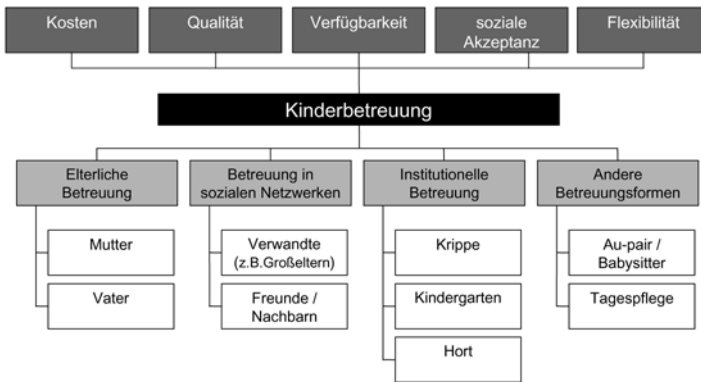 Kosten
Qualität
Verfügbarkeit
soziale
Akzeptanz
Flexibilität
Kinderbetreuung
Elterliche
Betreuung
Betreuung in
sozialen Netzwerken
Institutionelle
Betreuung
Andere
Betreuungsformen
Mutter
Vater
Verwandte
(z.B.Großeltern)
Freunde /
Nachbarn
Krippe
Kindergarten
Hort
Au-pair /
Babysitter
Tagespflege